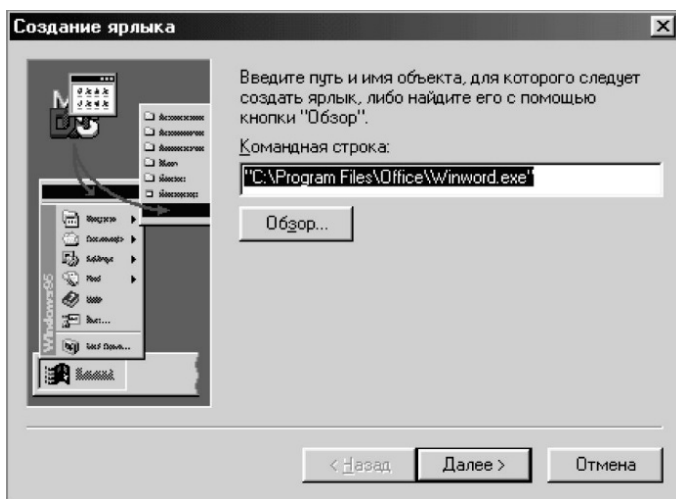 Создание ярлыка
Введите путь и имя объекта, для которого следует
создать ярлык, либо найдите его с помощью
кнопки "Обзор".
Командная строка:
"C:\Program Files\Office\Winword.exe"
Обзор...
Windows95
< Назад
Далее >
Отмена